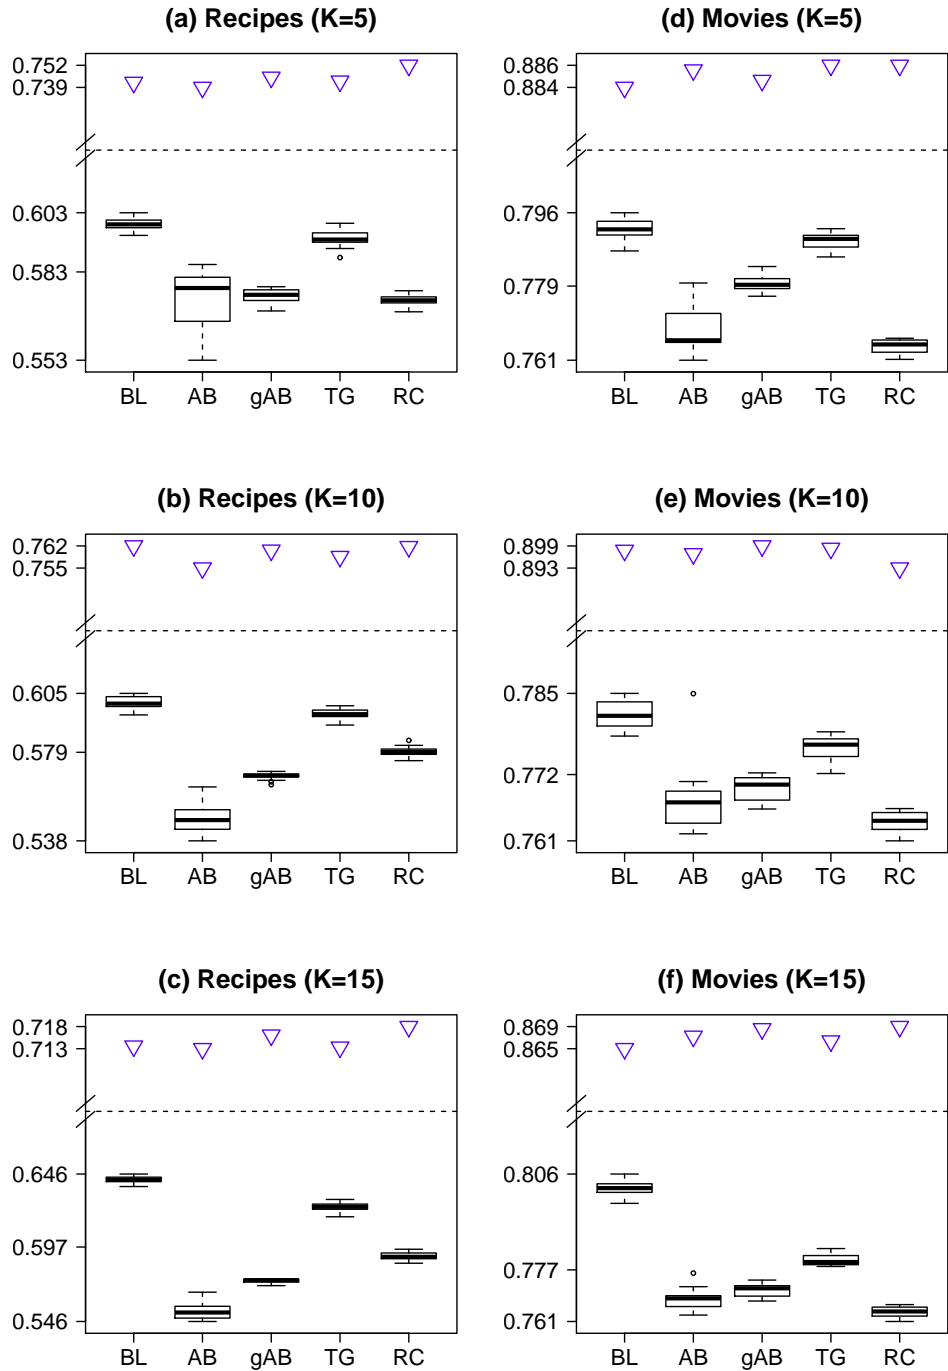 (a) Recipes (K=5)
0.752
0.739
0.603
0.583
0.553
BL AB gAB TG RC
(d) Movies (K=5)
0.886
0.884
0.796
0.779
0.761
BL AB gAB TG RC
(b) Recipes (K=10)
0.762
0.755
0.605
0.579
0.538
BL AB gAB TG RC
(e) Movies (K=10)
0.899
0.893
0.785
0.772
0.761
BL AB gAB TG RC
(c) Recipes (K=15)
0.718
0.713
0.646
0.597
0.546
BL AB gAB TG RC
(f) Movies (K=15)
0.869
0.865
0.806
0.777
0.761
BL AB gAB TG RC